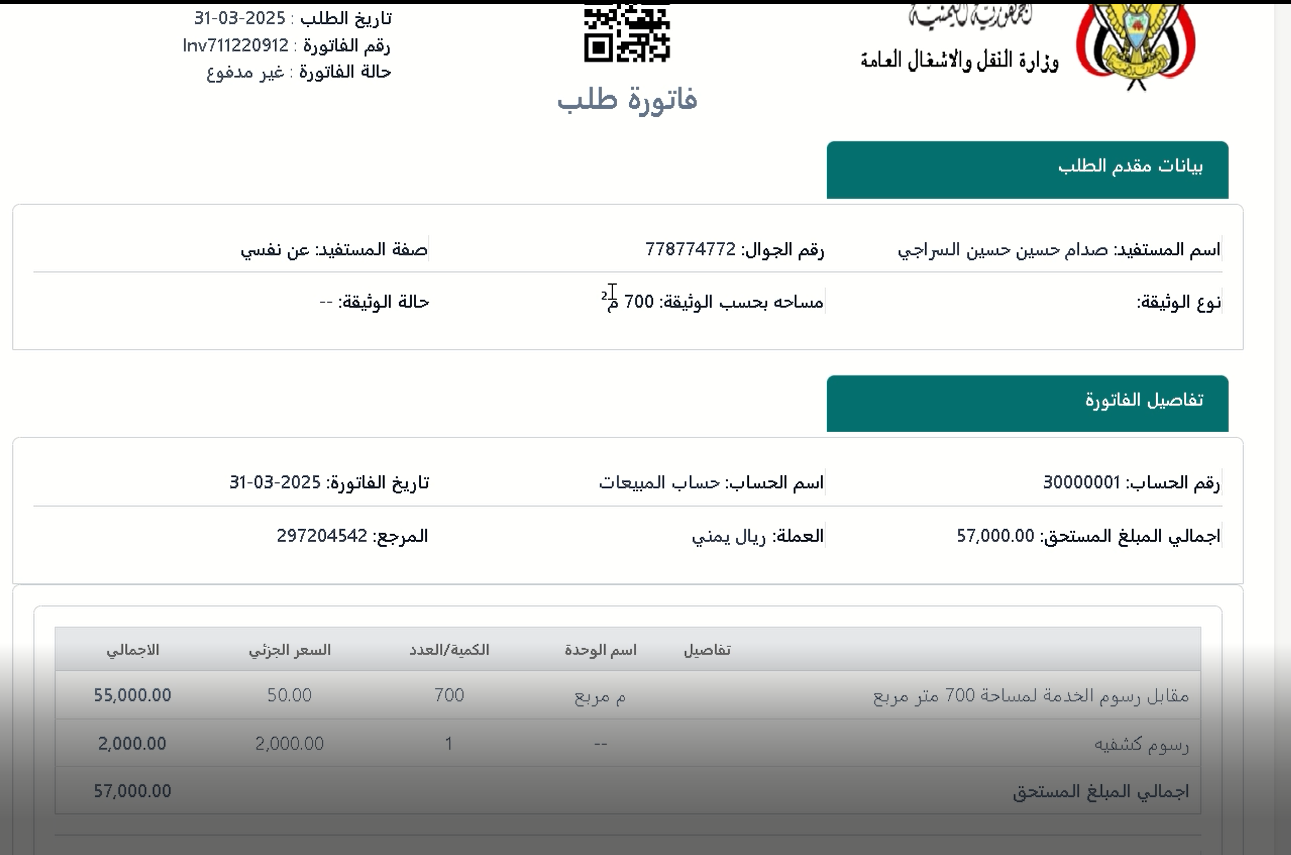 الجمهورية اليمنية
وزارة النقل والاشغال العامة
فاتورة طلب
تاريخ الطلب : 31-03-2025
رقم الفاتورة : Inv711220912
حالة الفاتورة : غير مدفوع
بيانات مقدم الطلب
اسم المستفيد: صدام حسين حسين السراجي رقم الجوال: 778774772 صفة المستفيد: عن نفسي
نوع الوثيقة: مساحه بحسب الوثيقة: 700 م2 حالة الوثيقة: --
تفاصيل الفاتورة
رقم الحساب: 30000001 اسم الحساب: حساب المبيعات تاريخ الفاتورة: 31-03-2025
اجمالي المبلغ المستحق: 57,000.00 العملة: ريال يمني المرجع: 297204542
تفاصيل اسم الوحدة الكمية/العدد السعر الجزئي الاجمالي
مقابل رسوم الخدمة لمساحة 700 متر مربع م مربع 700 50.00 55,000.00
رسوم كشفيه -- 1 2,000.00 2,000.00
اجمالي المبلغ المستحق 57,000.00